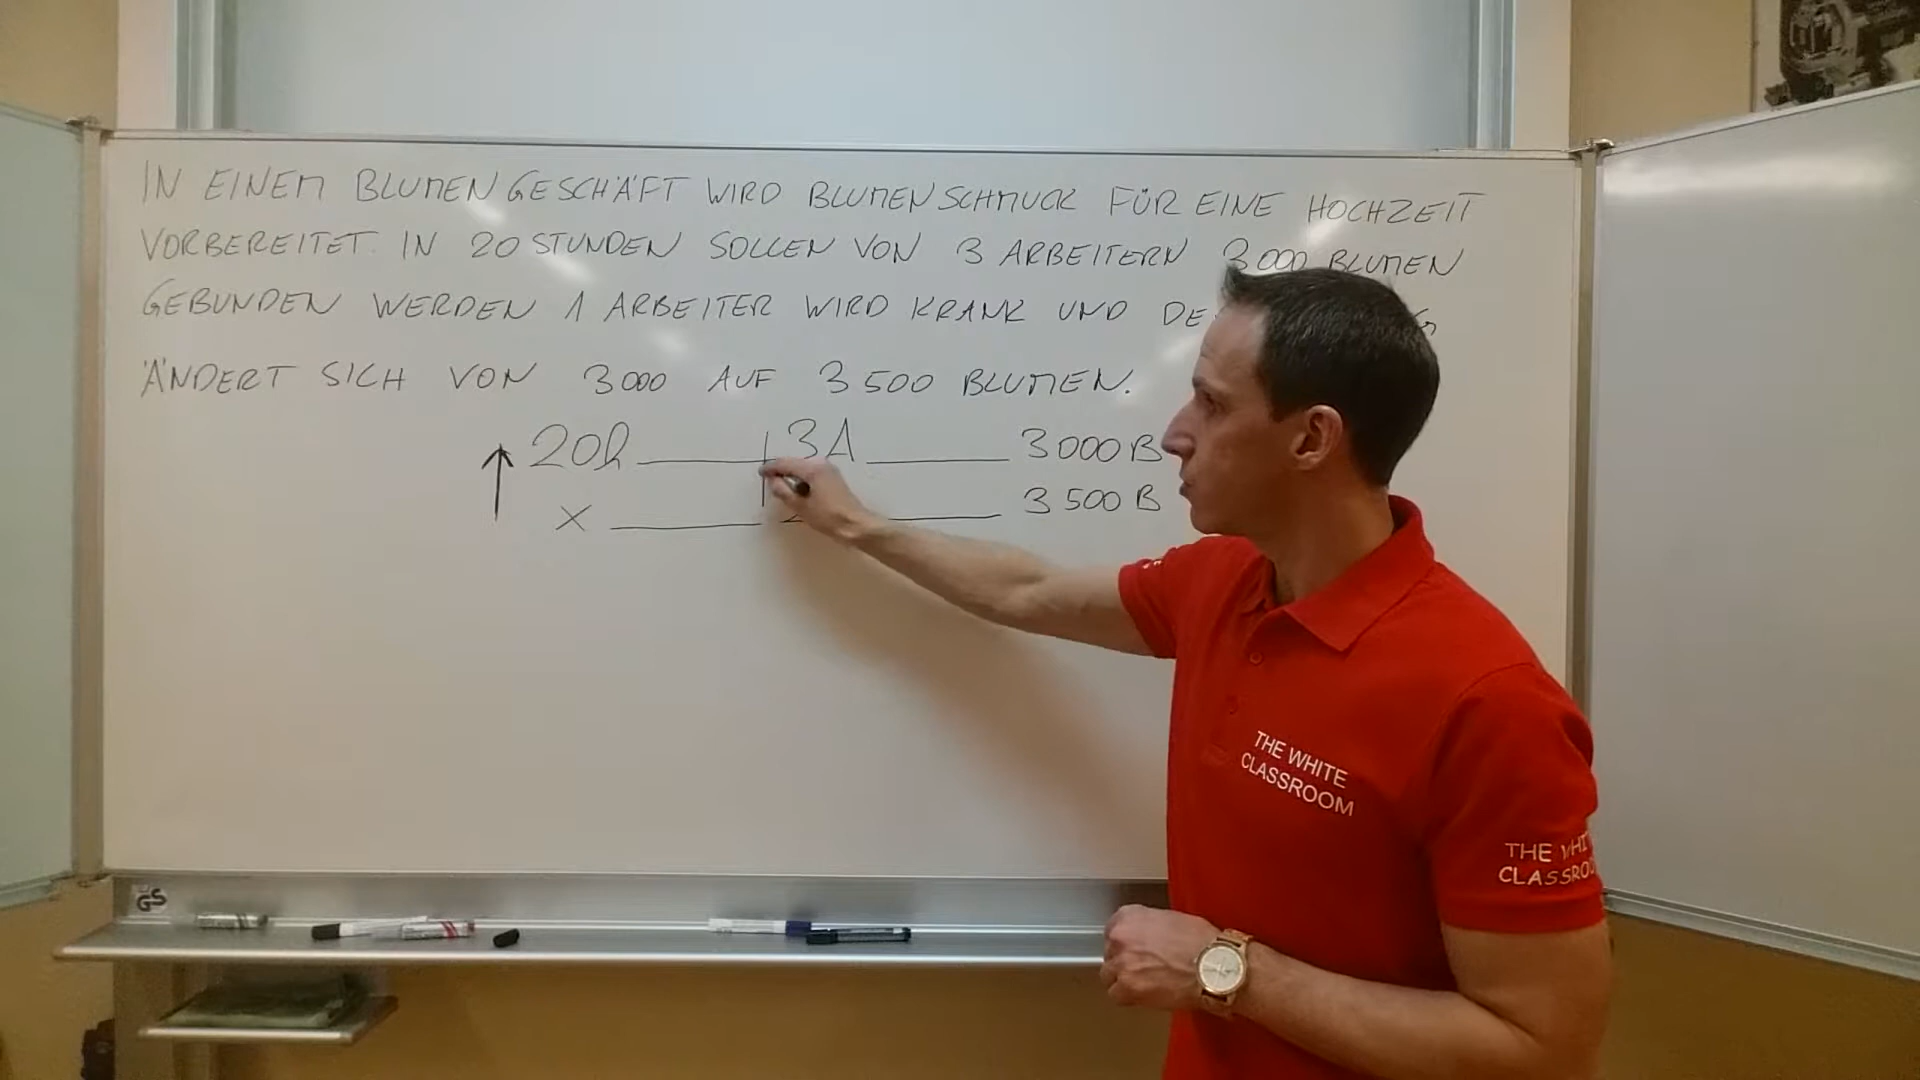 IN EINEM BLUMENGESCHÄFT WIRD BLUMENSCHMUCK FÜR EINE HOCHZEIT
VORBEREITET. IN 20 STUNDEN SOLLEN VON 3 ARBEITERN 3000 BLUMEN
GEBUNDEN WERDEN 1 ARBEITER WIRD KRANK UND
ÄNDERT SICH VON 3000 AUF 3500 BLUMEN.
20h 3A 3000B
x 3500 B
THE WHITE
CLASSROOM
THE
GS